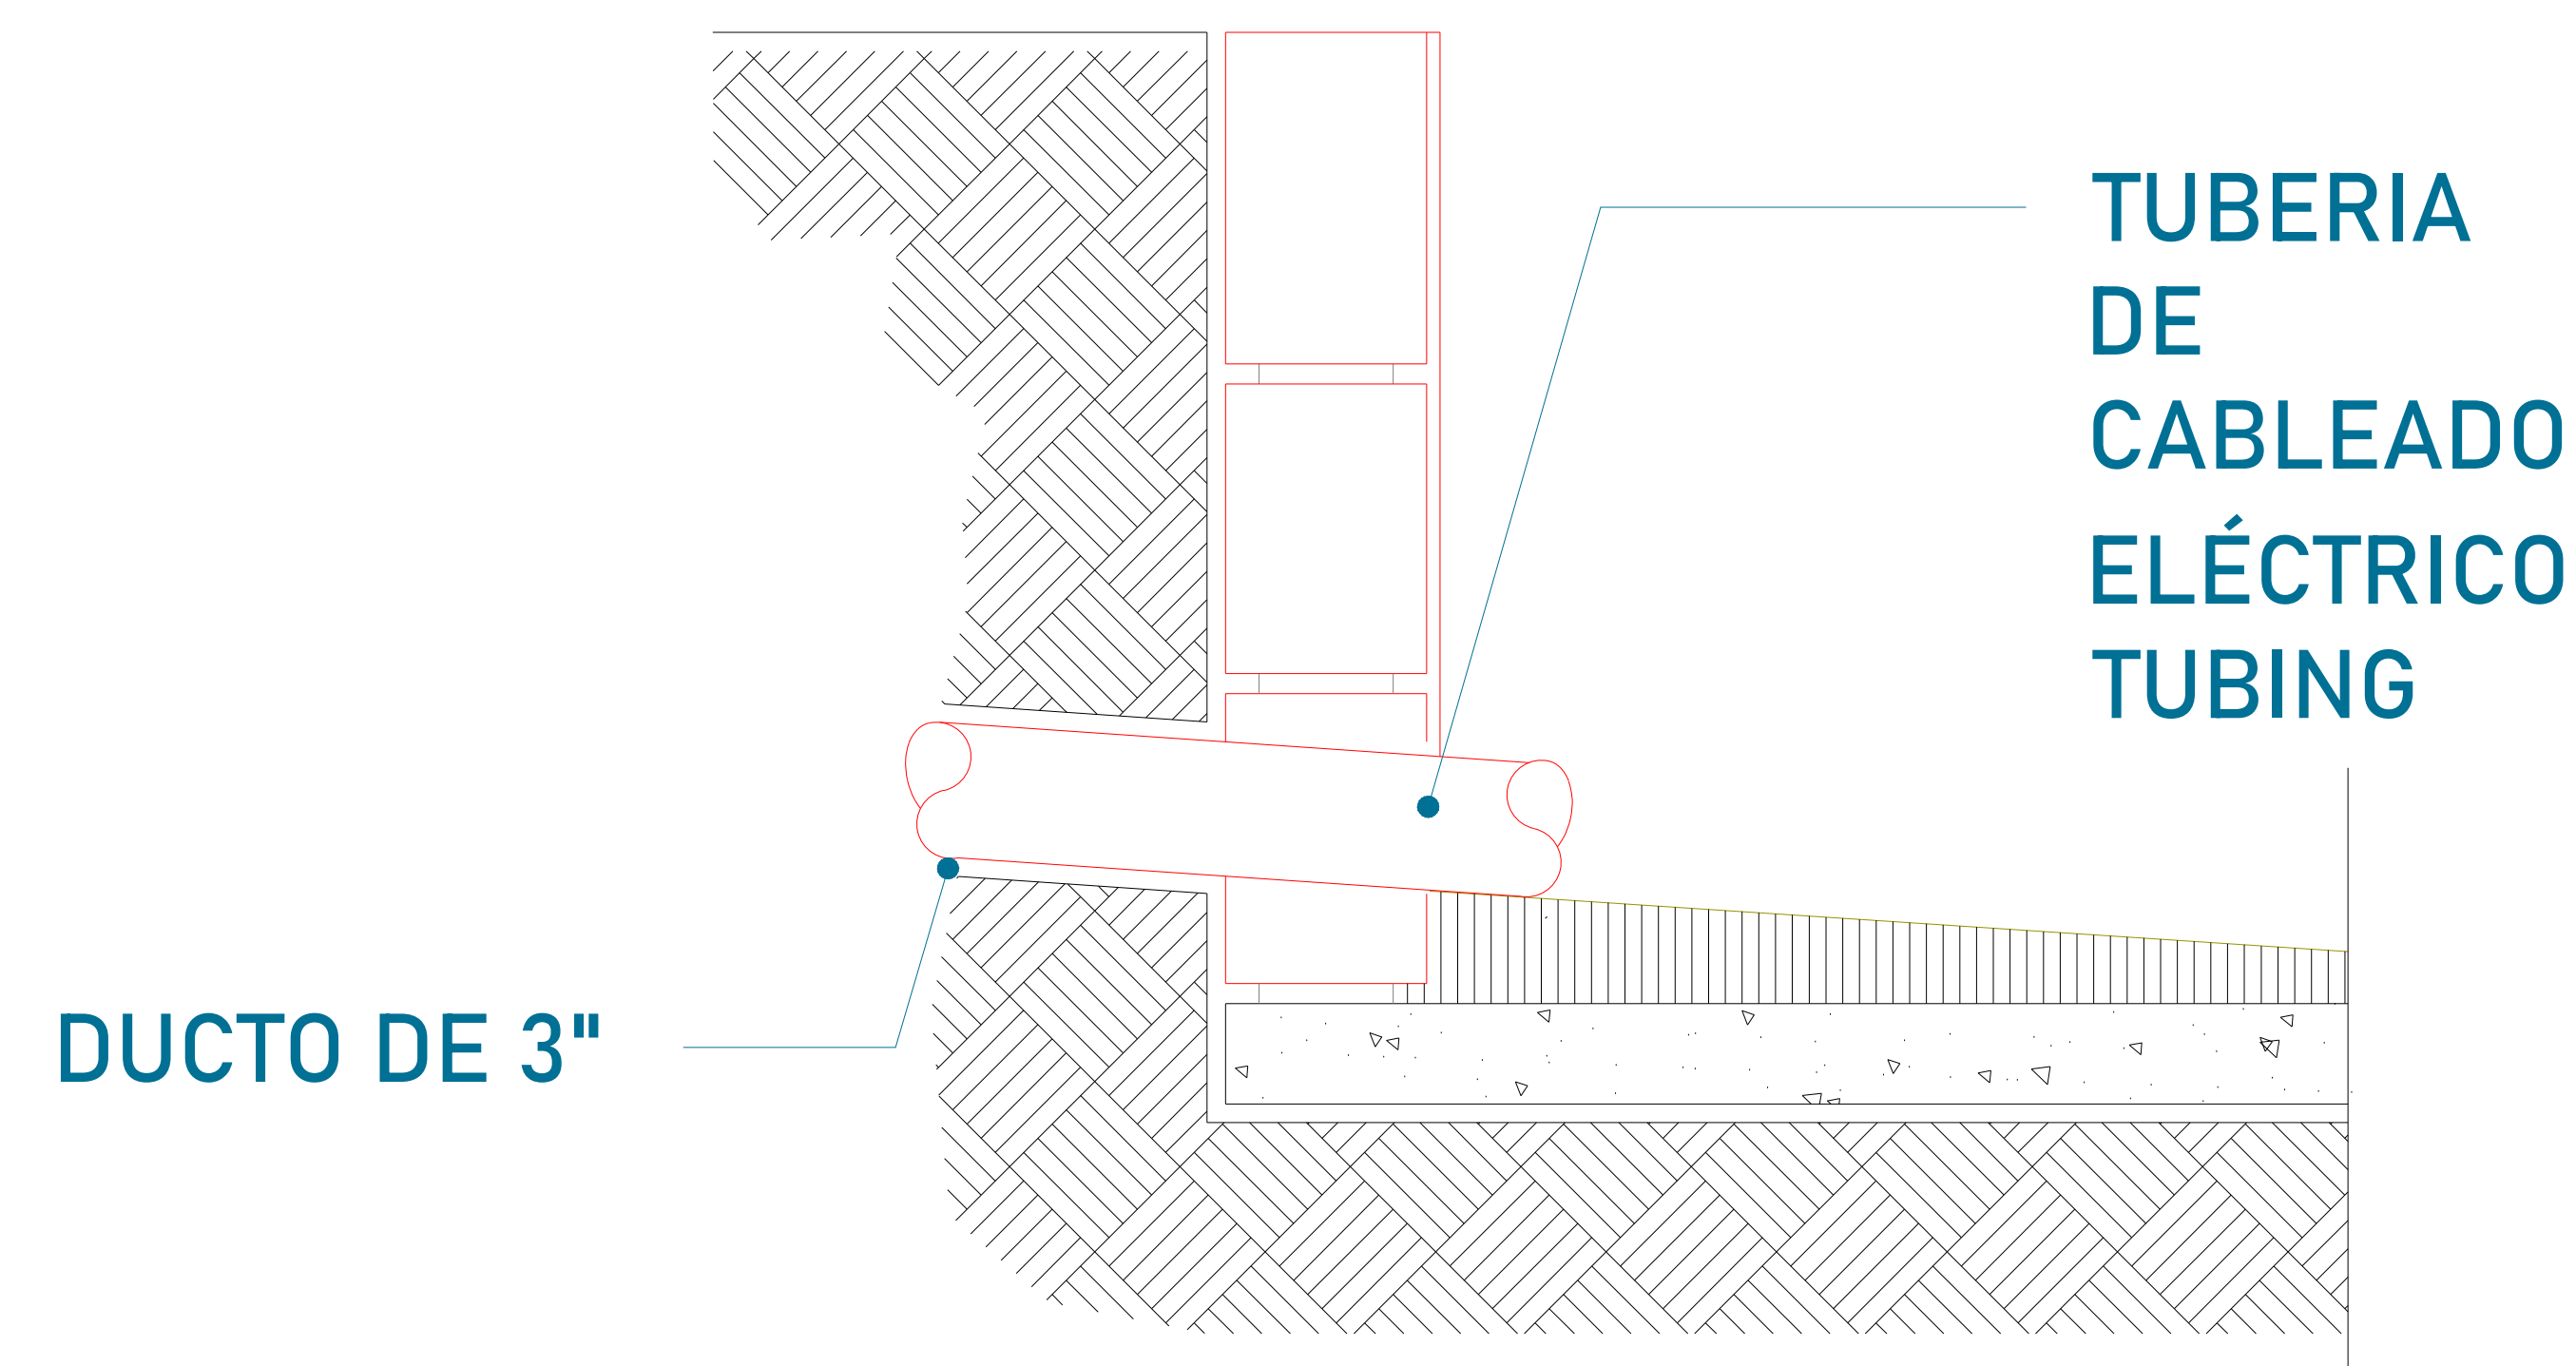 TUBERIA
DE
CABLEADO
ELÉCTRICO
TUBING
DUCTO DE 3"